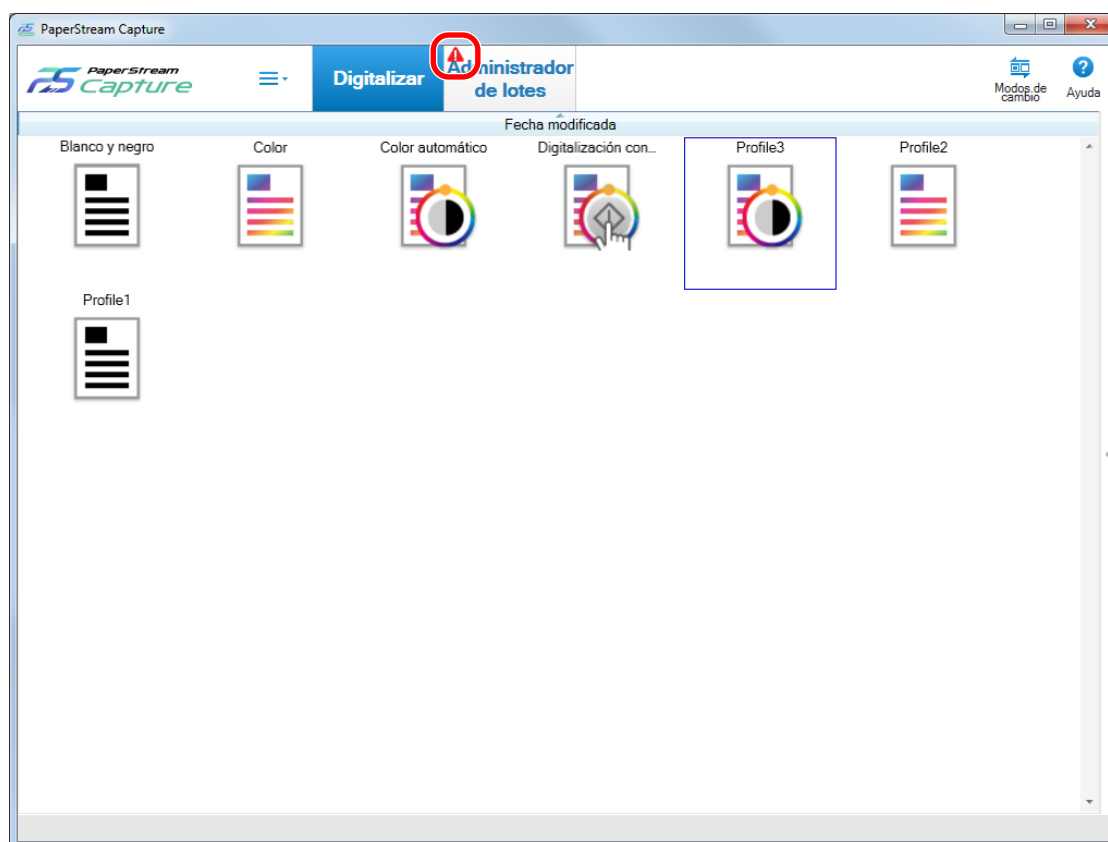 PaperStream Capture
PaperStream
Capture
Digitalizar
Administrador
de lotes
Modos de
cambio
Ayuda
Fecha modificada
Blanco y negro
Color
Color automático
Digitalización con...
Profile3
Profile2
Profile1